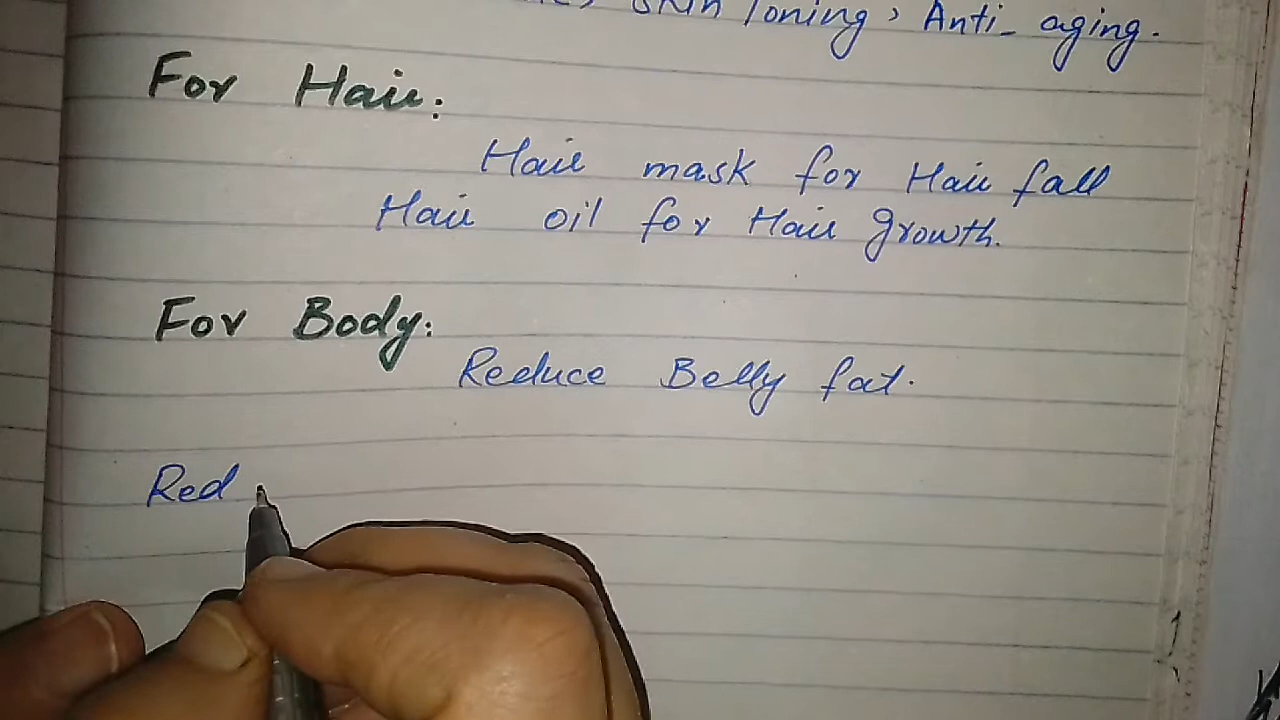 Skin Toning, Anti-aging.
For Hair:
Hair mask for Hair fall
Hair oil for Hair growth.
For Body:
Reduce Belly fat.
Red